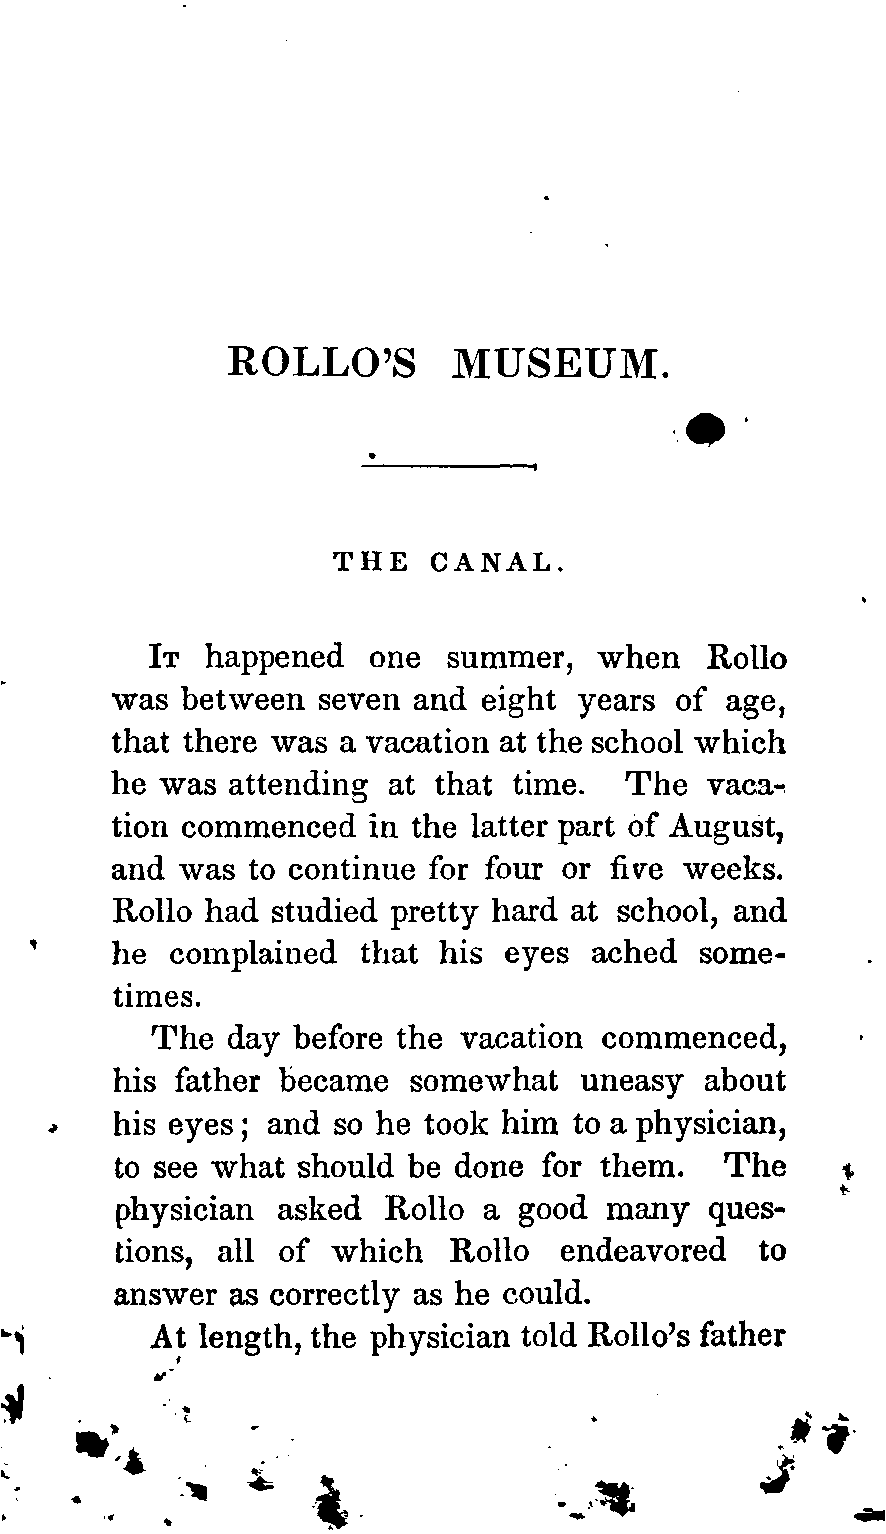 ROLLO'S MUSEUM.
THE CANAL.
It happened one summer, when Rollo
was between seven and eight years of age,
that there was a vacation at the school which
he was attending at that time. The vaca-
tion commenced in the latter part of August,
and was to continue for four or five weeks.
Rollo had studied pretty hard at school, and
he complained that his eyes ached some-
times.
The day before the vacation commenced,
his father became somewhat uneasy about
his eyes; and so he took him to a physician,
to see what should be done for them. The
physician asked Rollo a good many ques-
tions, all of which Rollo endeavored to
answer as correctly as he could.
At length, the physician told Rollo's father